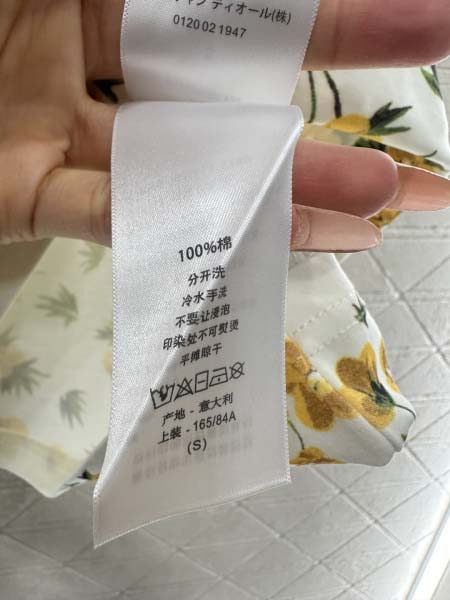 ャン ディオール(株)
0120 02 1947
100%棉
分开洗
冷水手洗
不要让浸泡
印染处不可熨烫
平摊晾干
产地 - 意大利
上装 - 165/84A
(S)